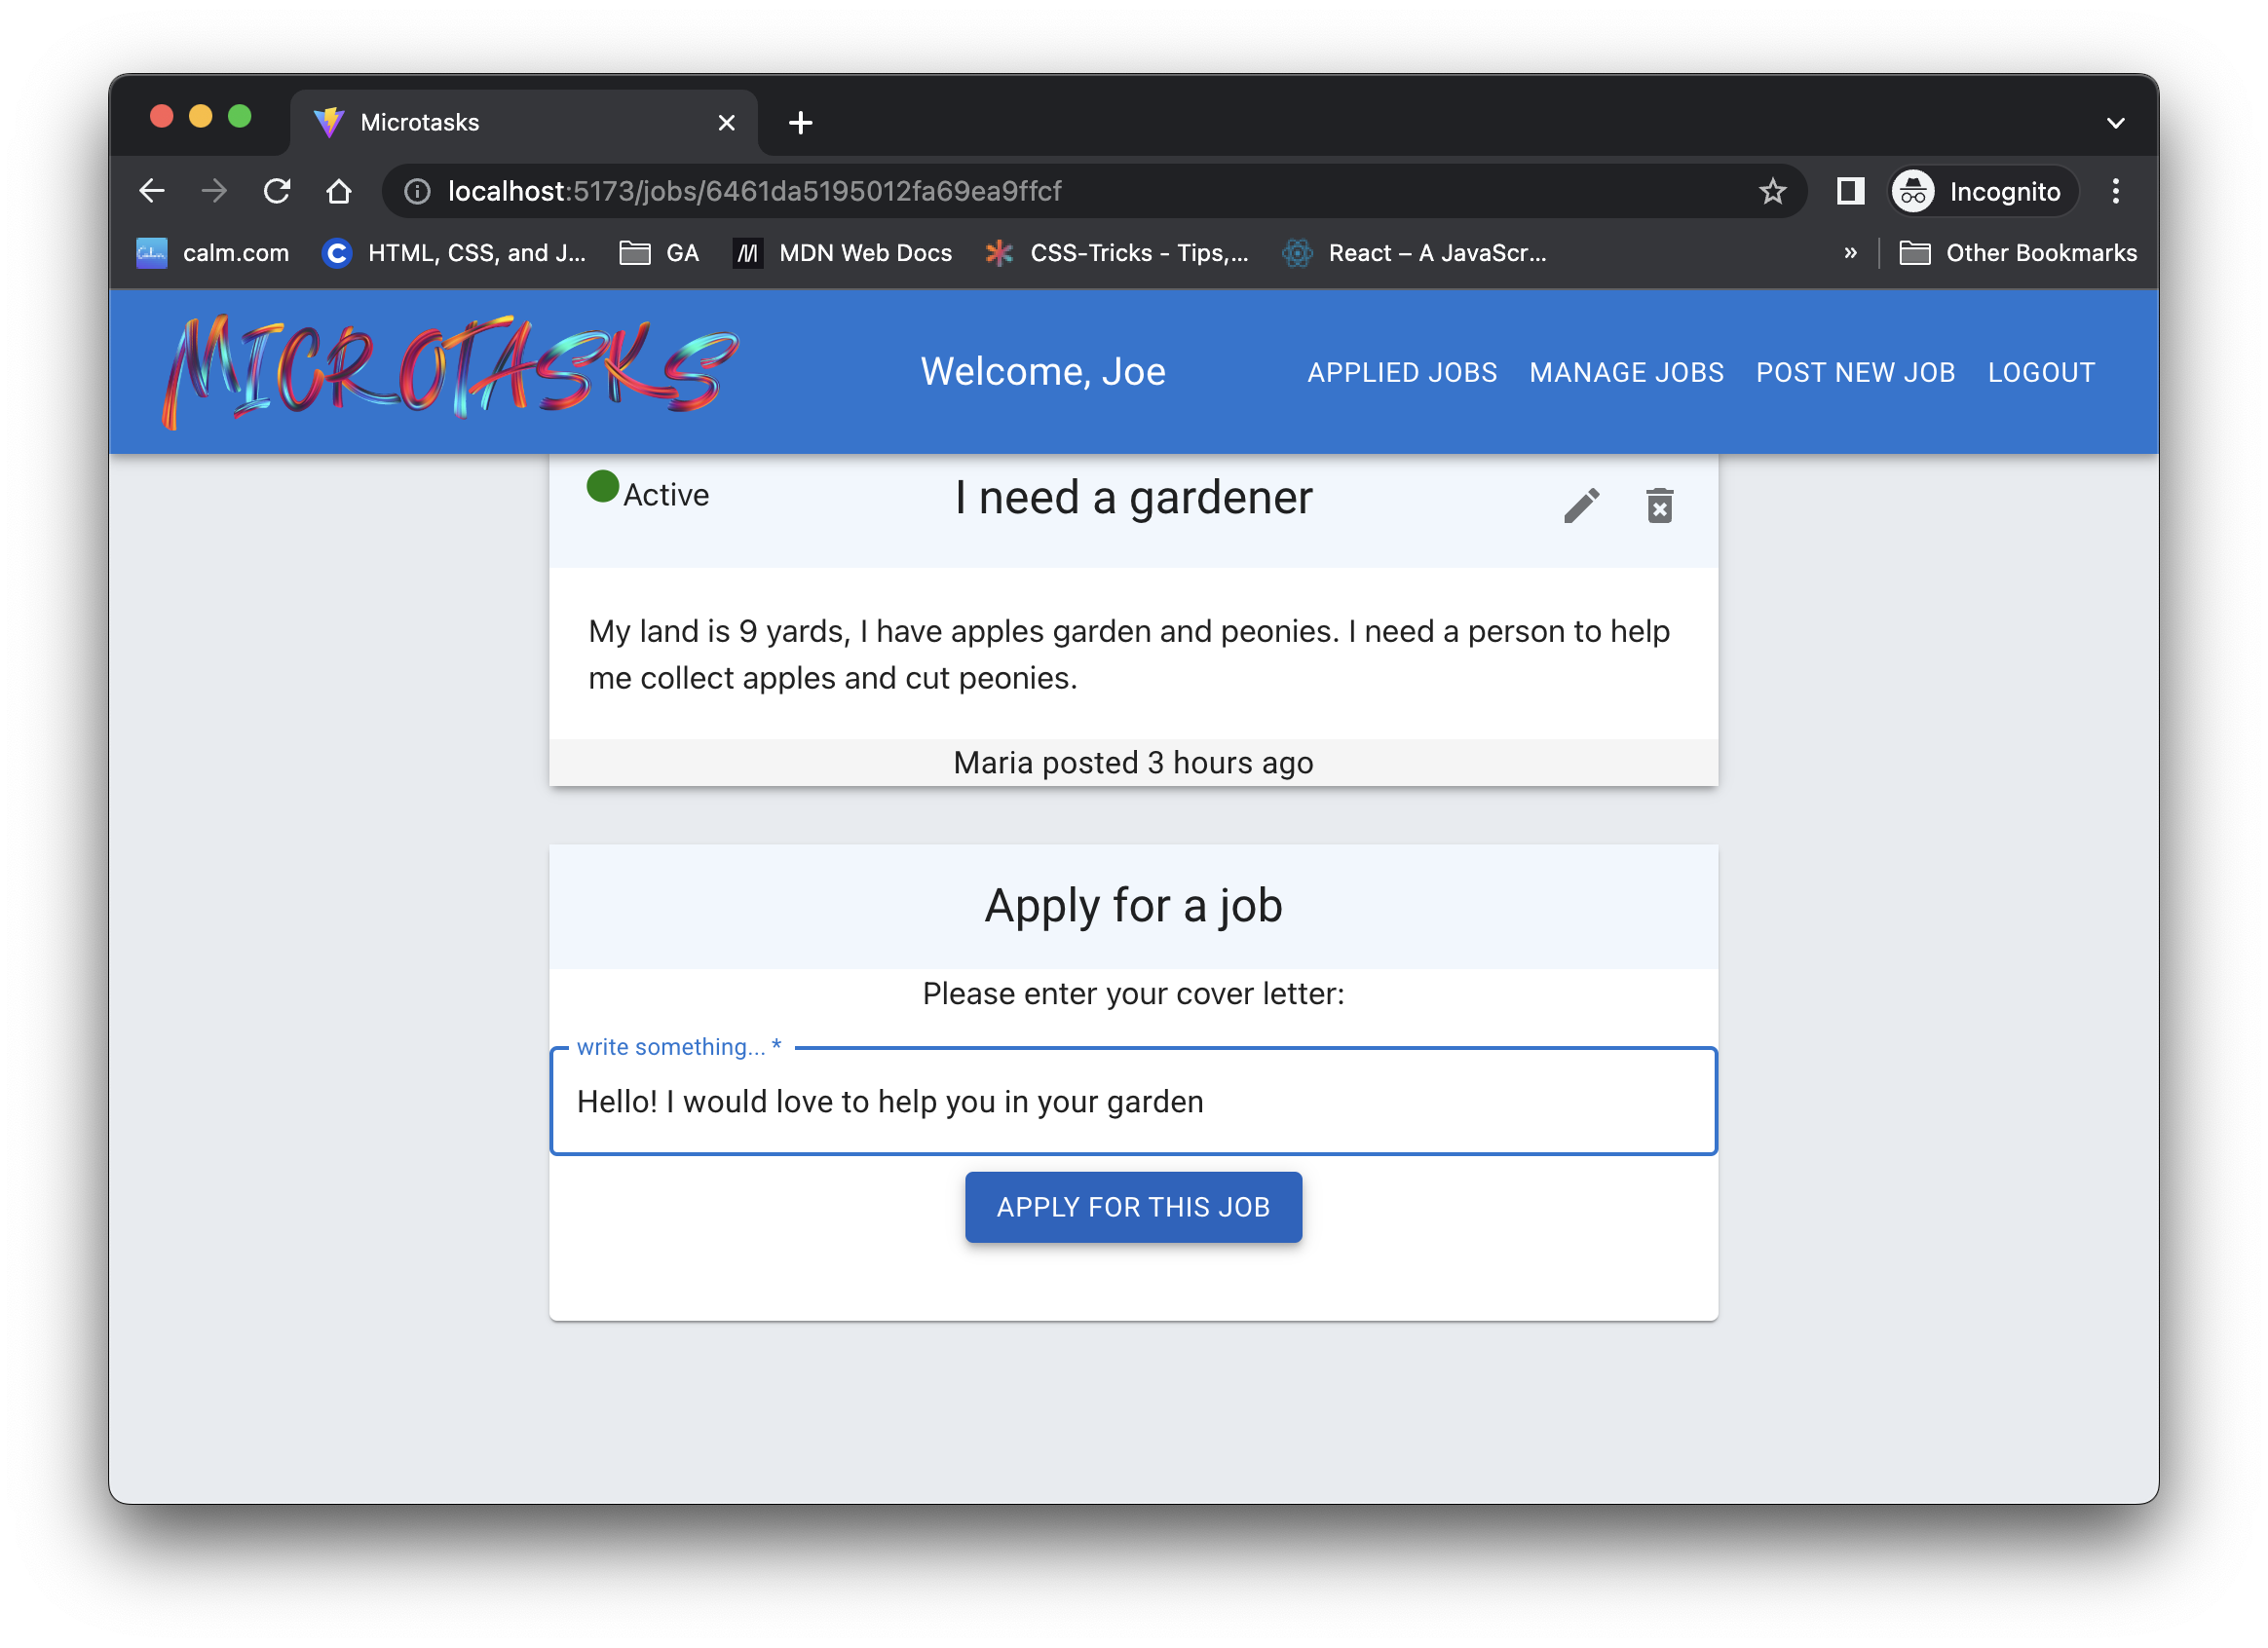 Microtasks
localhost:5173/jobs/6461da5195012fa69ea9ffcf
Incognito
calm.com
HTML, CSS, and J...
GA
MDN Web Docs
CSS-Tricks - Tips,...
React – A JavaScr...
»
Other Bookmarks
MICROTASKS
Welcome, Joe
APPLIED JOBS
MANAGE JOBS
POST NEW JOB
LOGOUT
Active
I need a gardener
My land is 9 yards, I have apples garden and peonies. I need a person to help
me collect apples and cut peonies.
Maria posted 3 hours ago
Apply for a job
Please enter your cover letter:
write something... *
Hello! I would love to help you in your garden
APPLY FOR THIS JOB